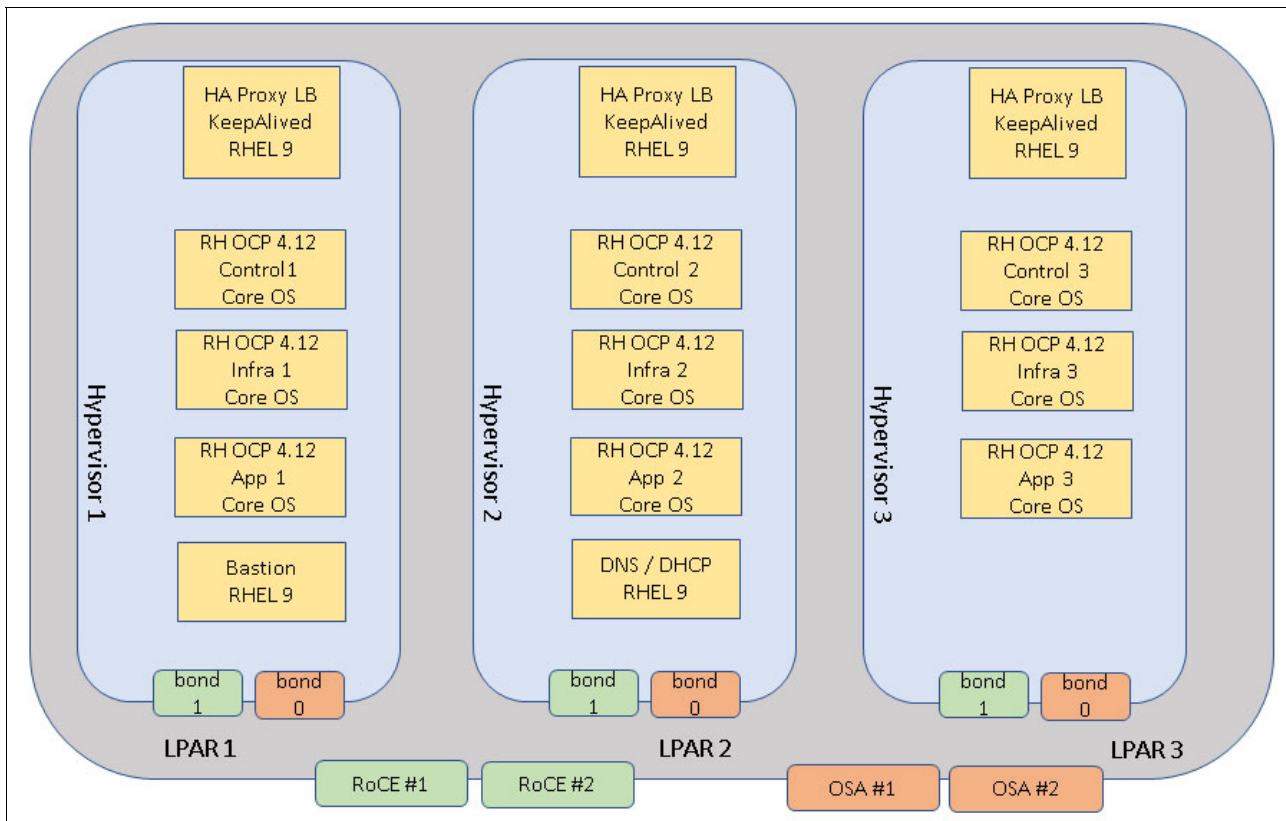 HA Proxy LB
KeepAlived
RHEL 9
RH OCP 4.12
Control1
Core OS
RH OCP 4.12
Infra 1
Core OS
RH OCP 4.12
App 1
Core OS
Bastion
RHEL 9
Hypervisor 1
bond
1
bond
0
LPAR 1
HA Proxy LB
KeepAlived
RHEL 9
RH OCP 4.12
Control 2
Core OS
RH OCP 4.12
Infra 2
Core OS
RH OCP 4.12
App 2
Core OS
DNS / DHCP
RHEL 9
Hypervisor 2
bond
1
bond
0
LPAR 2
HA Proxy LB
KeepAlived
RHEL 9
RH OCP 4.12
Control 3
Core OS
RH OCP 4.12
Infra 3
Core OS
RH OCP 4.12
App 3
Core OS
Hypervisor 3
bond
1
bond
0
LPAR 3
RoCE #1
RoCE #2
OSA #1
OSA #2